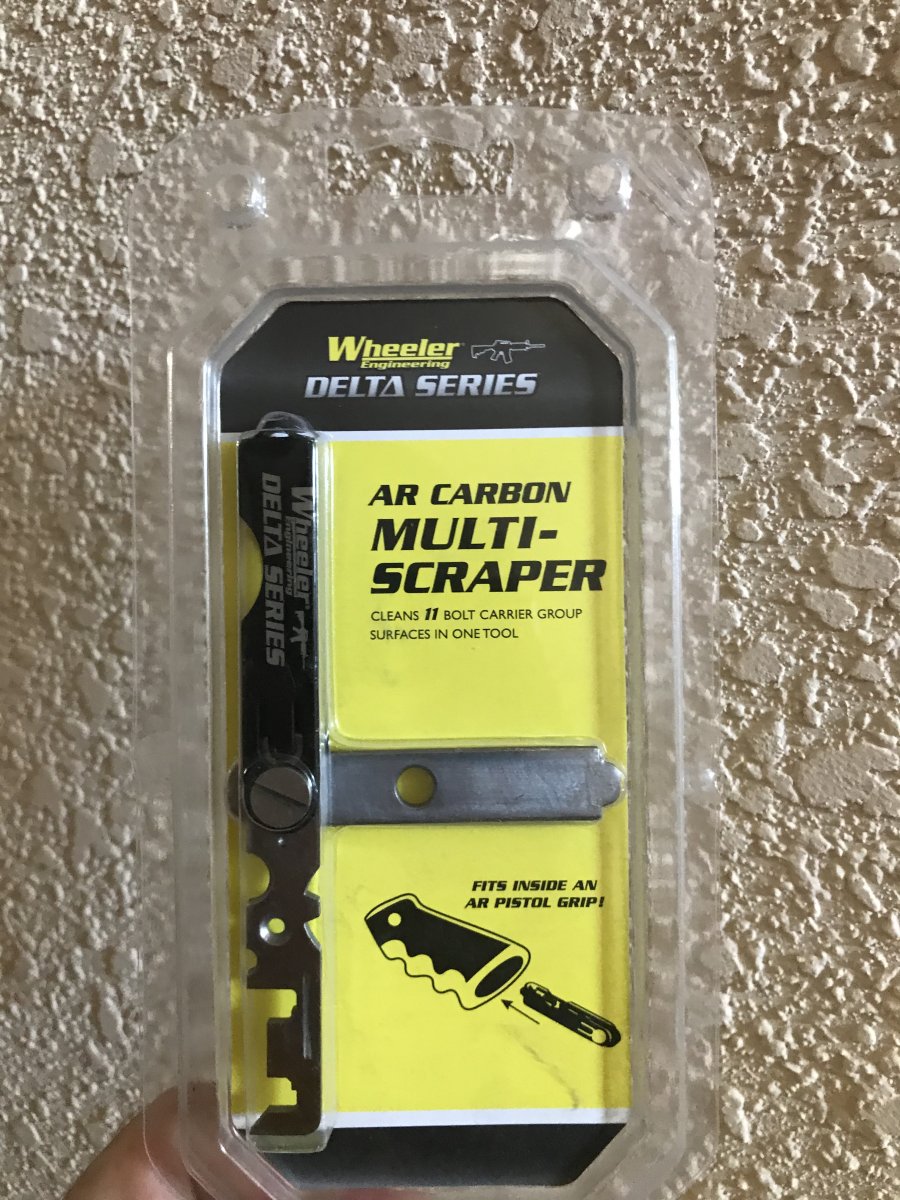 Wheeler
Engineering
DELTA SERIES
Wheeler
Engineering
DELTA SERIES
AR CARBON
MULTI-
SCRAPER
CLEANS 11 BOLT CARRIER GROUP
SURFACES IN ONE TOOL
FITS INSIDE AN
AR PISTOL GRIP!